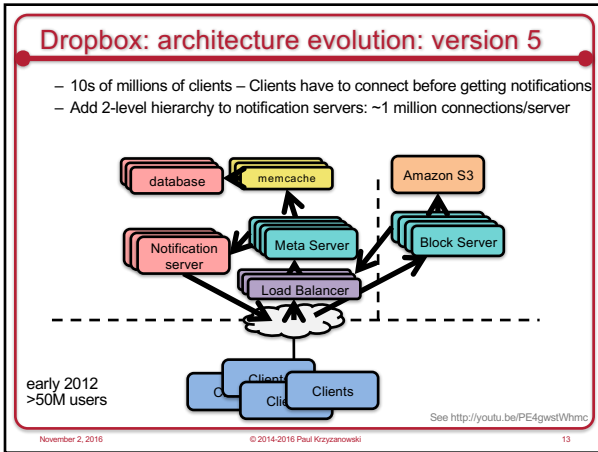 Dropbox: architecture evolution: version 5
– 10s of millions of clients – Clients have to connect before getting notifications
– Add 2-level hierarchy to notification servers: ~1 million connections/server
database
memcache
Amazon S3
Notification
server
Meta Server
Block Server
Load Balancer
Clients
Clients
early 2012
>50M users
See http://youtu.be/PE4gwstWhmc
November 2, 2016
© 2014-2016 Paul Krzyzanowski
13